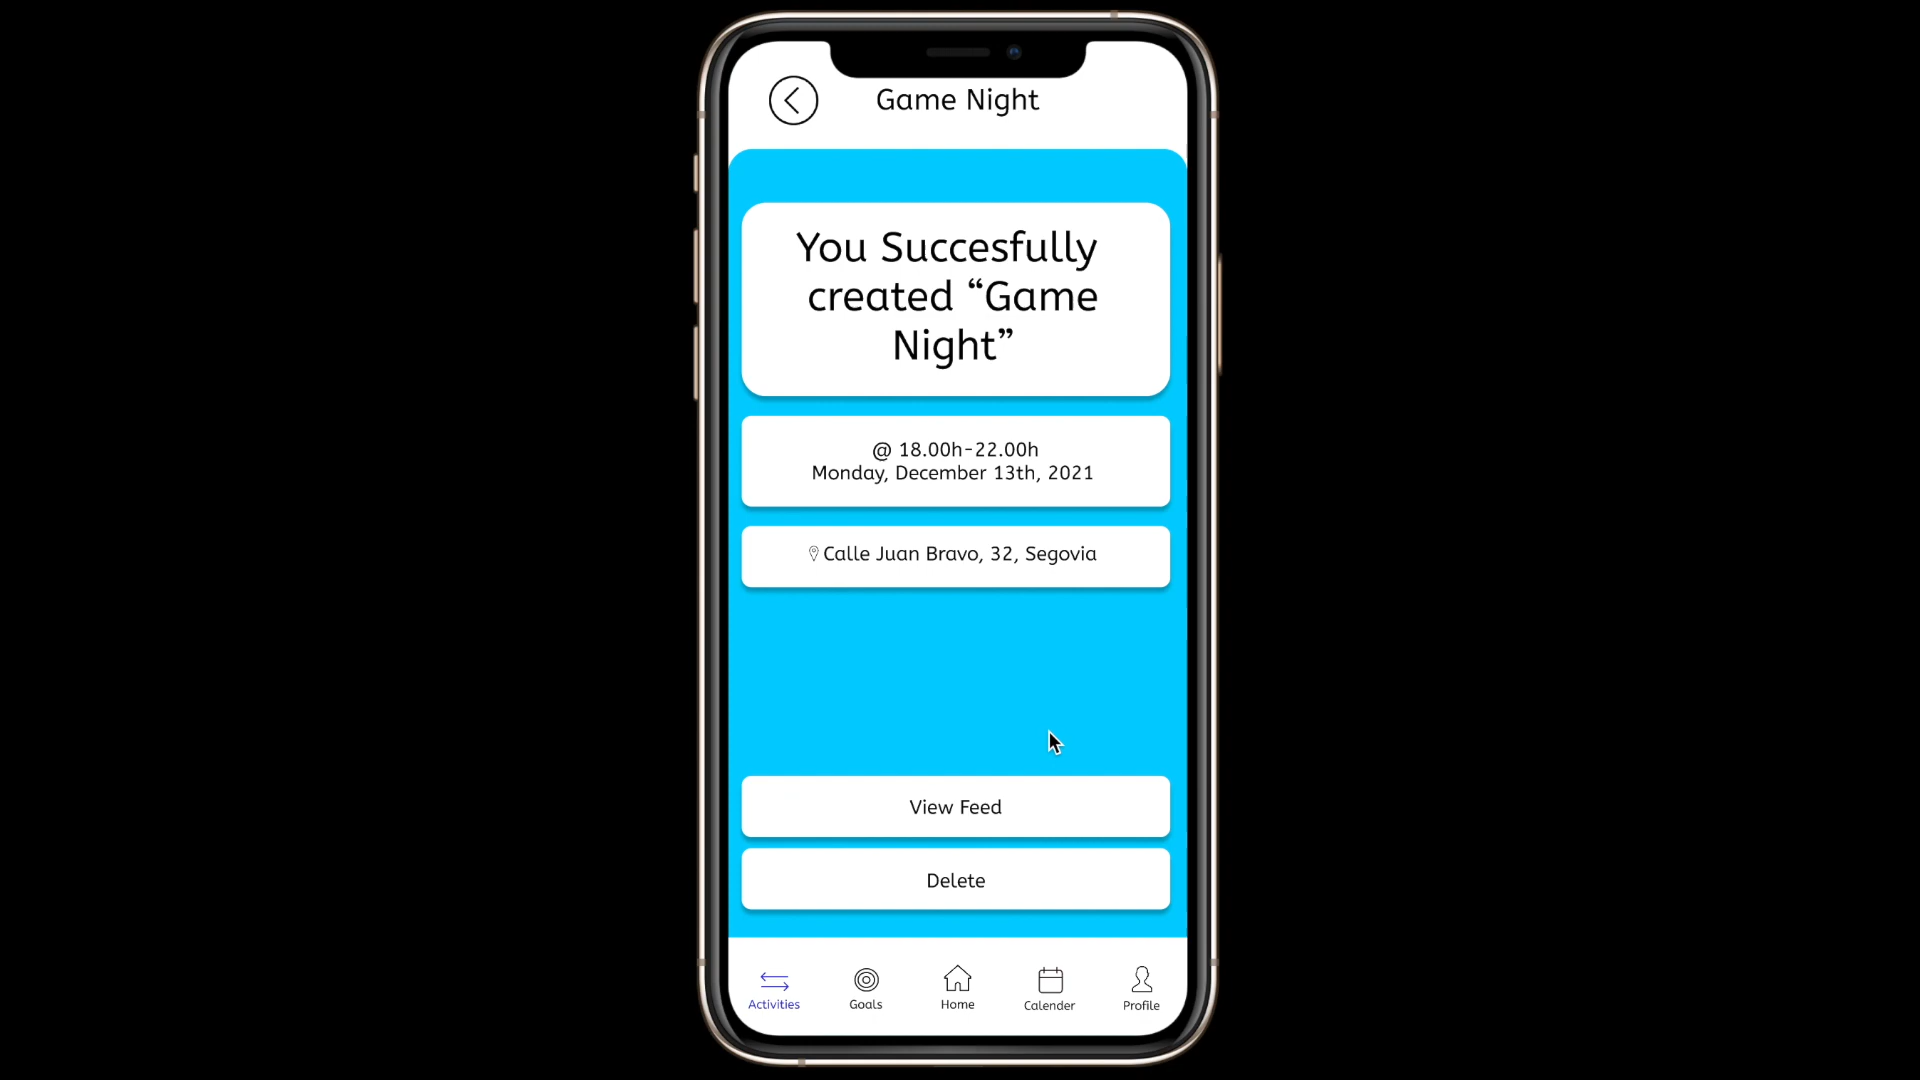 Game Night
You Succesfully
created “Game
Night”
@ 18.00h-22.00h
Monday, December 13th, 2021
Calle Juan Bravo, 32, Segovia
View Feed
Delete
Activities
Goals
Home
Calender
Profile